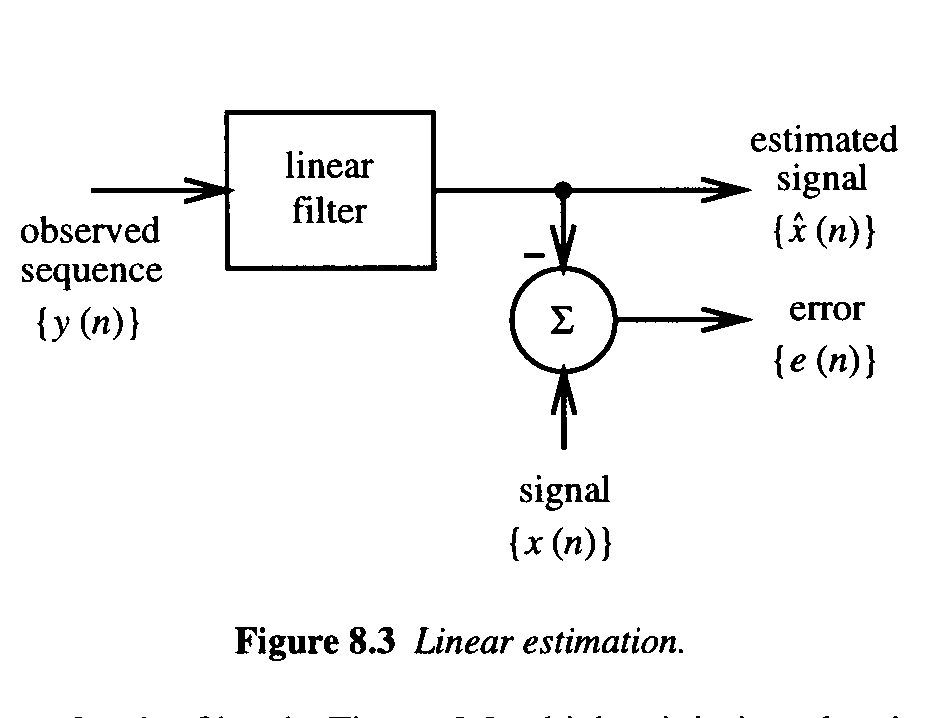 linear
filter
estimated
signal
{x̂ (n)}
observed
sequence
{y (n)}
−
Σ
error
{e (n)}
signal
{x (n)}
Figure 8.3 Linear estimation.